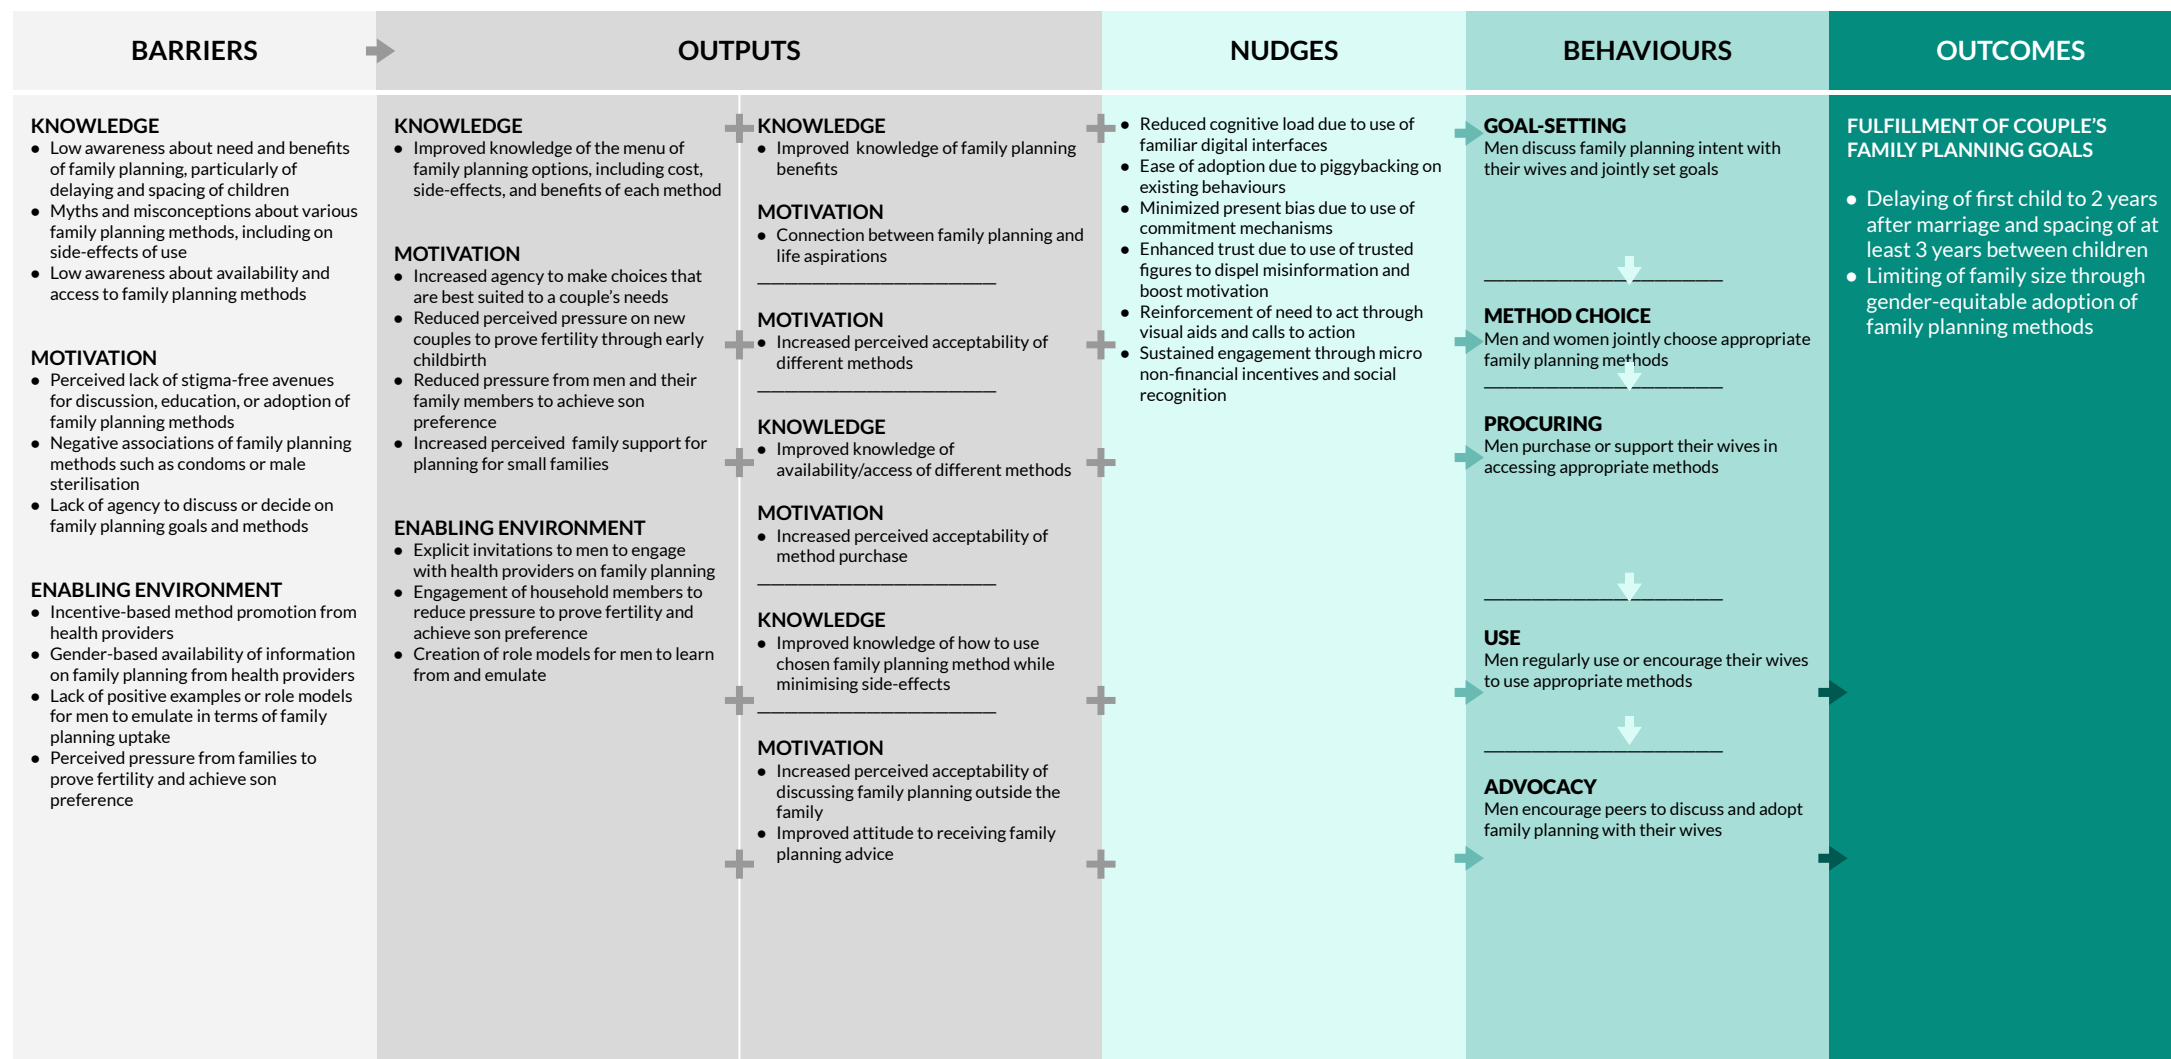 BARRIERS
OUTPUTS
NUDGES
BEHAVIOURS
OUTCOMES
KNOWLEDGE
● Low awareness about need and benefits
of family planning, particularly of
delaying and spacing of children
● Myths and misconceptions about various
family planning methods, including on
side-effects of use
● Low awareness about availability and
access to family planning methods
MOTIVATION
● Perceived lack of stigma-free avenues
for discussion, education, or adoption of
family planning methods
● Negative associations of family planning
methods such as condoms or male
sterilisation
● Lack of agency to discuss or decide on
family planning goals and methods
ENABLING ENVIRONMENT
● Incentive-based method promotion from
health providers
● Gender-based availability of information
on family planning from health providers
● Lack of positive examples or role models
for men to emulate in terms of family
planning uptake
● Perceived pressure from families to
prove fertility and achieve son
preference
KNOWLEDGE
● Improved knowledge of the menu of
family planning options, including cost,
side-effects, and benefits of each method
MOTIVATION
● Increased agency to make choices that
are best suited to a couple's needs
● Reduced perceived pressure on new
couples to prove fertility through early
childbirth
● Reduced pressure from men and their
family members to achieve son
preference
● Increased perceived family support for
planning for small families
ENABLING ENVIRONMENT
● Explicit invitations to men to engage
with health providers on family planning
● Engagement of household members to
reduce pressure to prove fertility and
achieve son preference
● Creation of role models for men to learn
from and emulate
KNOWLEDGE
● Improved knowledge of family planning
benefits
MOTIVATION
● Connection between family planning and
life aspirations
MOTIVATION
● Increased perceived acceptability of
different methods
KNOWLEDGE
● Improved knowledge of
availability/access of different methods
MOTIVATION
● Increased perceived acceptability of
method purchase
KNOWLEDGE
● Improved knowledge of how to use
chosen family planning method while
minimising side-effects
MOTIVATION
● Increased perceived acceptability of
discussing family planning outside the
family
● Improved attitude to receiving family
planning advice
● Reduced cognitive load due to use of
familiar digital interfaces
● Ease of adoption due to piggybacking on
existing behaviours
● Minimized present bias due to use of
commitment mechanisms
● Enhanced trust due to use of trusted
figures to dispel misinformation and
boost motivation
● Reinforcement of need to act through
visual aids and calls to action
● Sustained engagement through micro
non-financial incentives and social
recognition
GOAL-SETTING
Men discuss family planning intent with
their wives and jointly set goals
METHOD CHOICE
Men and women jointly choose appropriate
family planning methods
PROCURING
Men purchase or support their wives in
accessing appropriate methods
USE
Men regularly use or encourage their wives
to use appropriate methods
ADVOCACY
Men encourage peers to discuss and adopt
family planning with their wives
FULFILLMENT OF COUPLE'S
FAMILY PLANNING GOALS
● Delaying of first child to 2 years
after marriage and spacing of at
least 3 years between children
● Limiting of family size through
gender-equitable adoption of
family planning methods